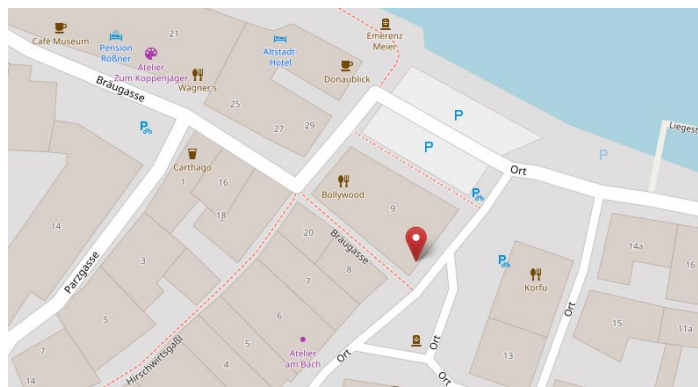 Emerenz
Meier
Café Museum
21
Pension
Roßner
Atelier
Zum Koppenjäger
Altstadt-
Hotel
Donaublick
Wagner's
Bräugasse
25
27
29
P
P
P
P
Liegest
Ort
Carthago
1
16
18
Bollywood
9
P
14
3
Parzgasse
20
Bräugasse
8
7
7
6
5
5
4
14
Hirschwirtsgaßl
Atelier
am Bach
Ort
P
Korfu
Ort
13
14a
16
15
11a